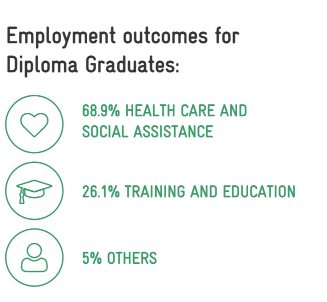 Employment outcomes for
Diploma Graduates:
68.9% HEALTH CARE AND
SOCIAL ASSISTANCE
26.1% TRAINING AND EDUCATION
5% OTHERS